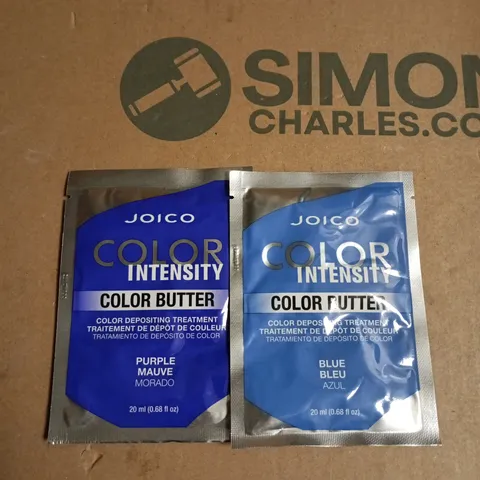 SIMON
CHARLES.CO
JOICO
COLOR
INTENSITY
COLOR BUTTER
COLOR DEPOSITING TREATMENT
TRAITEMENT DE DÉPÔT DE COULEUR
TRATAMIENTO DE DEPÓSITO DE COLOR
PURPLE
MAUVE
MORADO
20 ml (0.68 fl oz)
JOICO
COLOR
INTENSITY
COLOR BUTTER
COLOR DEPOSITING TREATMENT
TRAITEMENT DE DÉPÔT DE COULEUR
TRATAMIENTO DE DEPÓSITO DE COLOR
BLUE
BLEU
AZUL
20 ml (0.68 fl oz)